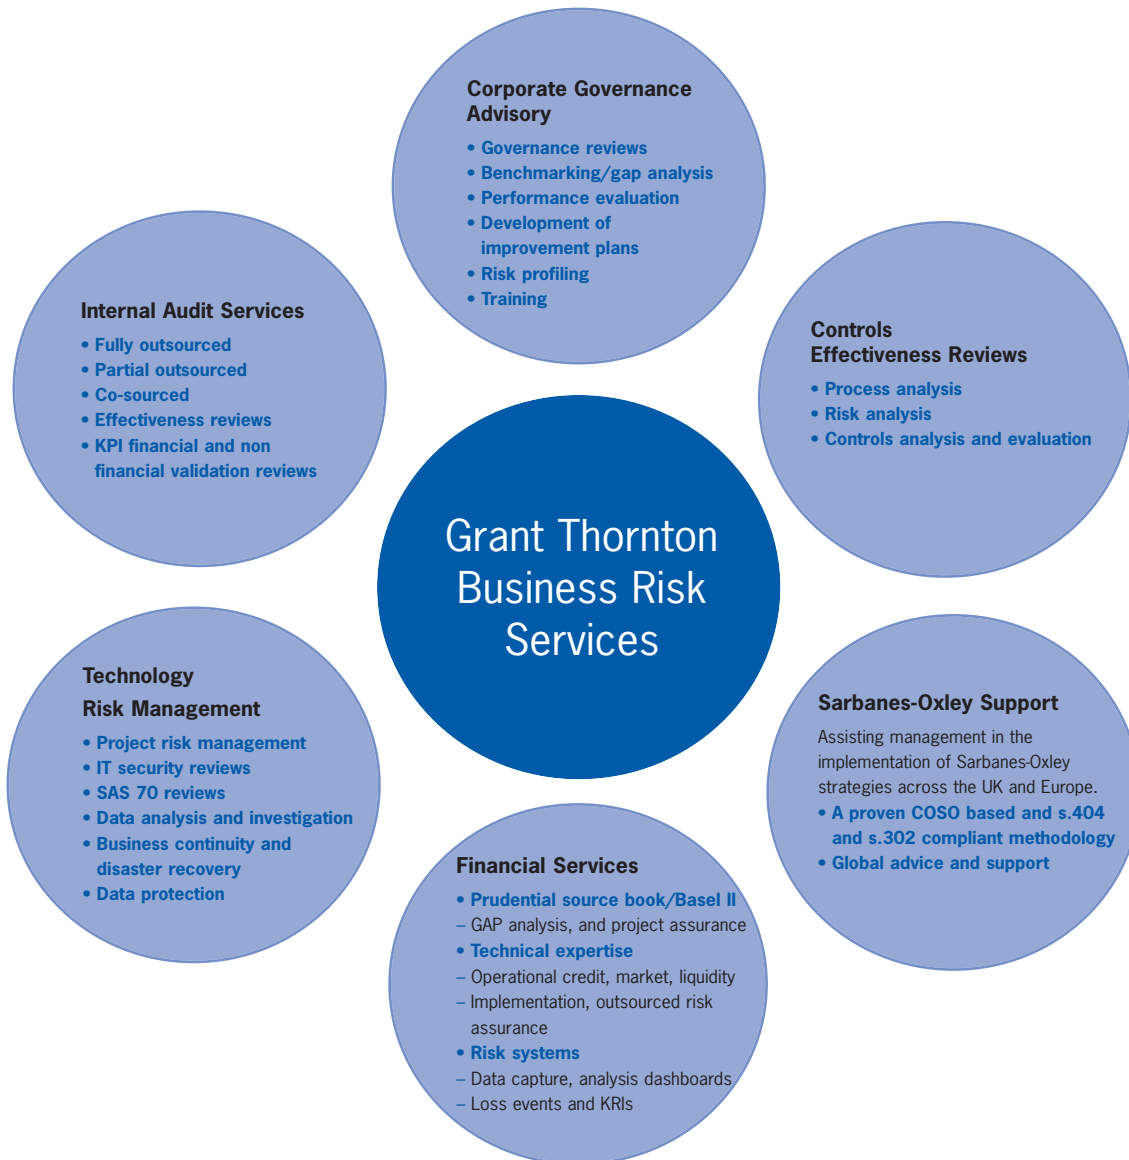 Corporate Governance
Advisory
• Governance reviews
• Benchmarking/gap analysis
• Performance evaluation
• Development of
improvement plans
• Risk profiling
• Training
Internal Audit Services
• Fully outsourced
• Partial outsourced
• Co-sourced
• Effectiveness reviews
• KPI financial and non
financial validation reviews
Controls
Effectiveness Reviews
• Process analysis
• Risk analysis
• Controls analysis and evaluation
Grant Thornton
Business Risk
Services
Technology
Risk Management
• Project risk management
• IT security reviews
• SAS 70 reviews
• Data analysis and investigation
• Business continuity and
disaster recovery
• Data protection
Sarbanes-Oxley Support
Assisting management in the
implementation of Sarbanes-Oxley
strategies across the UK and Europe.
• A proven COSO based and s.404
and s.302 compliant methodology
• Global advice and support
Financial Services
• Prudential source book/Basel II
– GAP analysis, and project assurance
• Technical expertise
– Operational credit, market, liquidity
– Implementation, outsourced risk
assurance
• Risk systems
– Data capture, analysis dashboards
– Loss events and KRIs